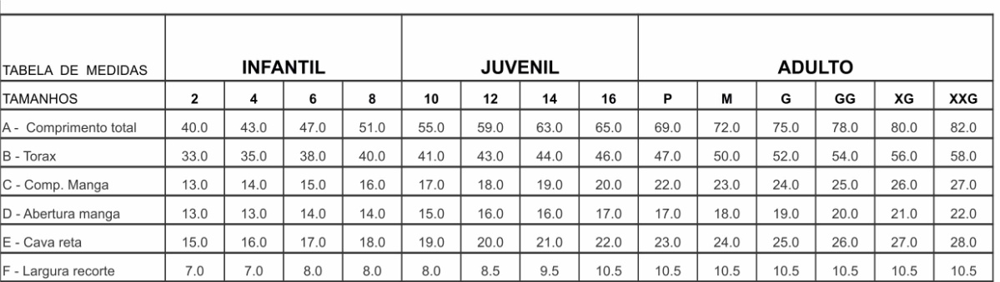 TABELA DE MEDIDAS INFANTIL JUVENIL ADULTO
TAMANHOS 2 4 6 8 10 12 14 16 P M G GG XG XXG
A - Comprimento total 40.0 43.0 47.0 51.0 55.0 59.0 63.0 65.0 69.0 72.0 75.0 78.0 80.0 82.0
B - Torax 33.0 35.0 38.0 40.0 41.0 43.0 44.0 46.0 47.0 50.0 52.0 54.0 56.0 58.0
C - Comp. Manga 13.0 14.0 15.0 16.0 17.0 18.0 19.0 20.0 22.0 23.0 24.0 25.0 26.0 27.0
D - Abertura manga 13.0 13.0 14.0 14.0 15.0 16.0 16.0 17.0 17.0 18.0 19.0 20.0 21.0 22.0
E - Cava reta 15.0 16.0 17.0 18.0 19.0 20.0 21.0 22.0 23.0 24.0 25.0 26.0 27.0 28.0
F - Largura recorte 7.0 7.0 8.0 8.0 8.0 8.5 9.5 10.5 10.5 10.5 10.5 10.5 10.5 10.5